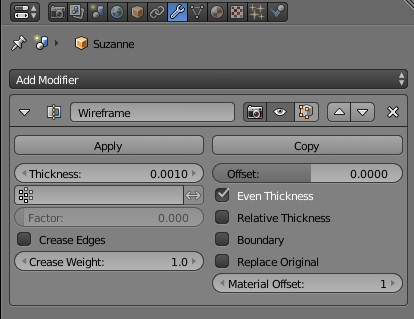 Suzanne
Add Modifier
Wireframe
Apply Copy
Thickness: 0.0010 Offset: 0.0000
Even Thickness
Factor: 0.000 Relative Thickness
Crease Edges Boundary
Crease Weight: 1.0 Replace Original
Material Offset: 1